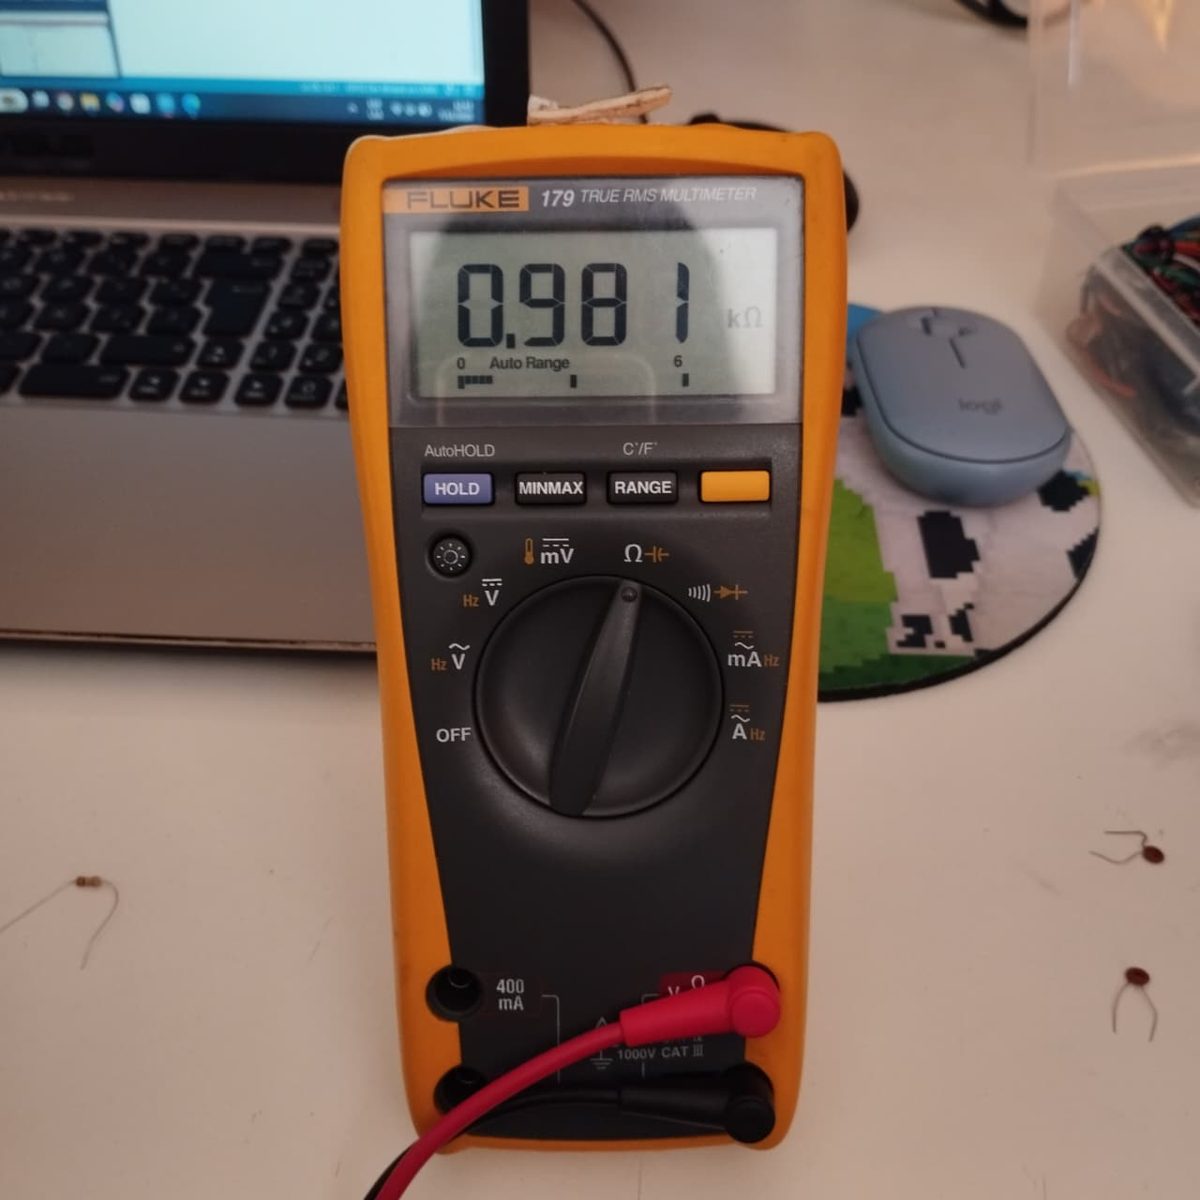 FLUKE 179 TRUE RMS MULTIMETER
0.981 kΩ
0 Auto Range 6
AutoHOLD C°/F°
HOLD MINMAX RANGE
mV Ω
Hz V
Hz V mA Hz
OFF A Hz
400
mA
V Ω
1000V CAT III
logi